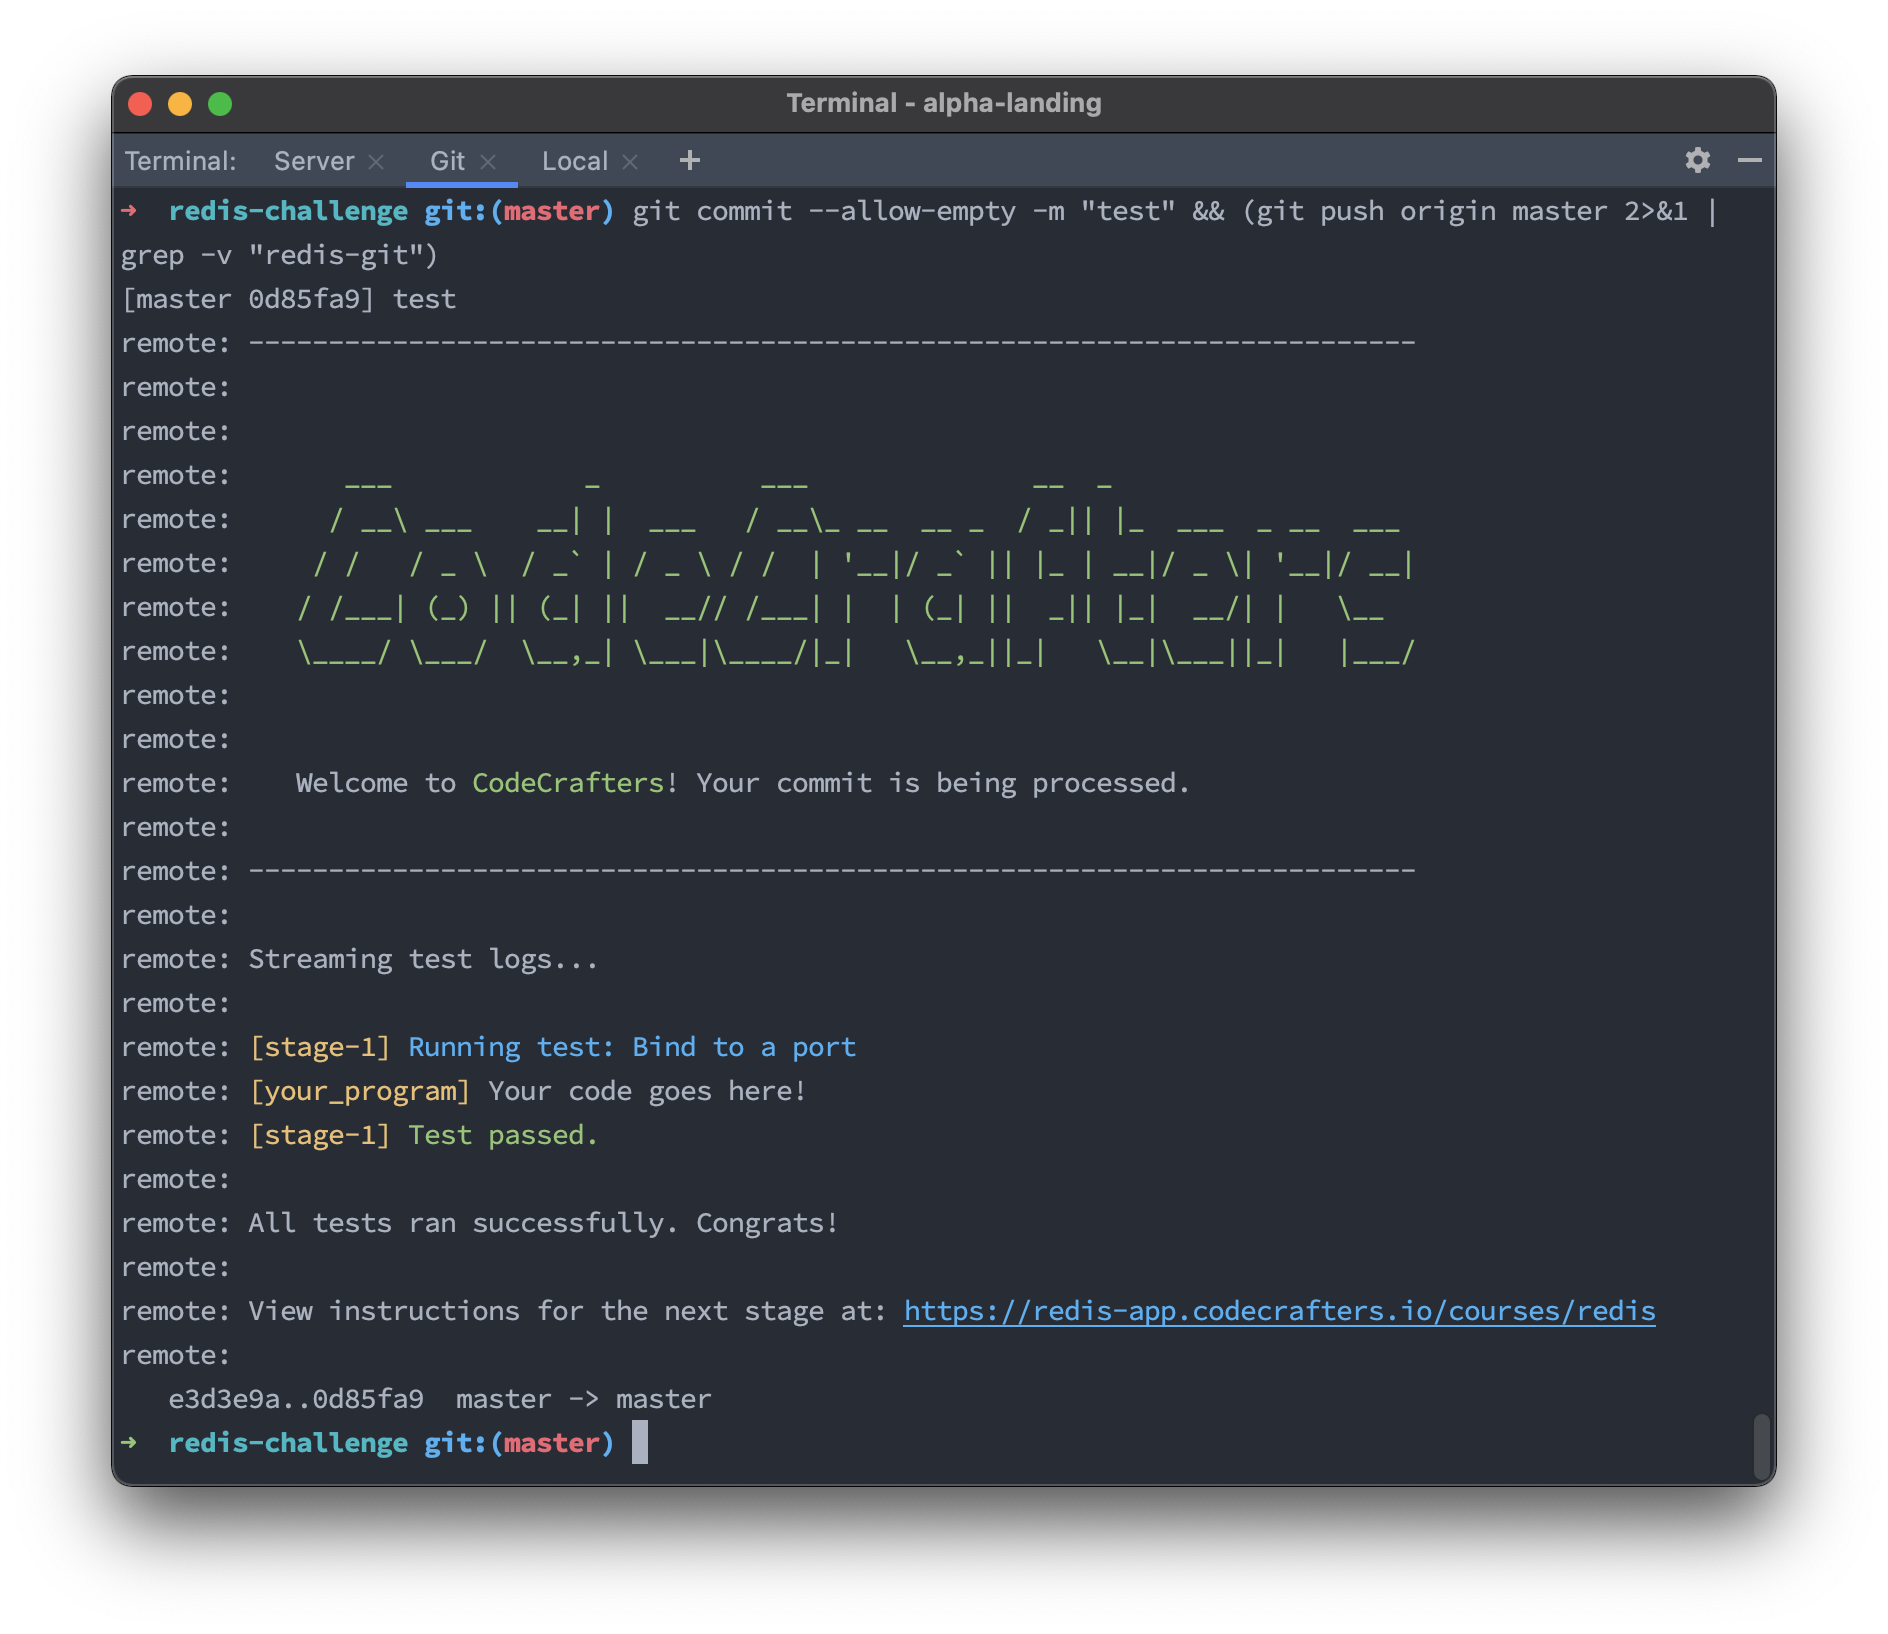 Terminal - alpha-landing
Terminal: Server Git Local
➜  redis-challenge git:(master) git commit --allow-empty -m "test" && (git push origin master 2>&1 |
grep -v "redis-git")
[master 0d85fa9] test
remote: -------------------------------------------------------------------------
remote:
remote:
remote:       ___            _          ___              __  _
remote:      / __\ ___    __| |  ___   / __\_ __  __ _  / _|| |_  ___  _ __  ___
remote:     / /   / _ \  / _` | / _ \ / /  | '__|/ _` || |_ | __|/ _ \| '__|/ __|
remote:    / /___| (_) || (_| ||  __// /___| |  | (_| ||  _|| |_|  __/| |   \__
remote:    \____/ \___/  \__,_| \___|\____/|_|   \__,_||_|   \__|\___||_|   |___/
remote:
remote:
remote:    Welcome to CodeCrafters! Your commit is being processed.
remote:
remote: -------------------------------------------------------------------------
remote:
remote: Streaming test logs...
remote:
remote: [stage-1] Running test: Bind to a port
remote: [your_program] Your code goes here!
remote: [stage-1] Test passed.
remote:
remote: All tests ran successfully. Congrats!
remote:
remote: View instructions for the next stage at: https://redis-app.codecrafters.io/courses/redis
remote:
   e3d3e9a..0d85fa9  master -> master
➜  redis-challenge git:(master)